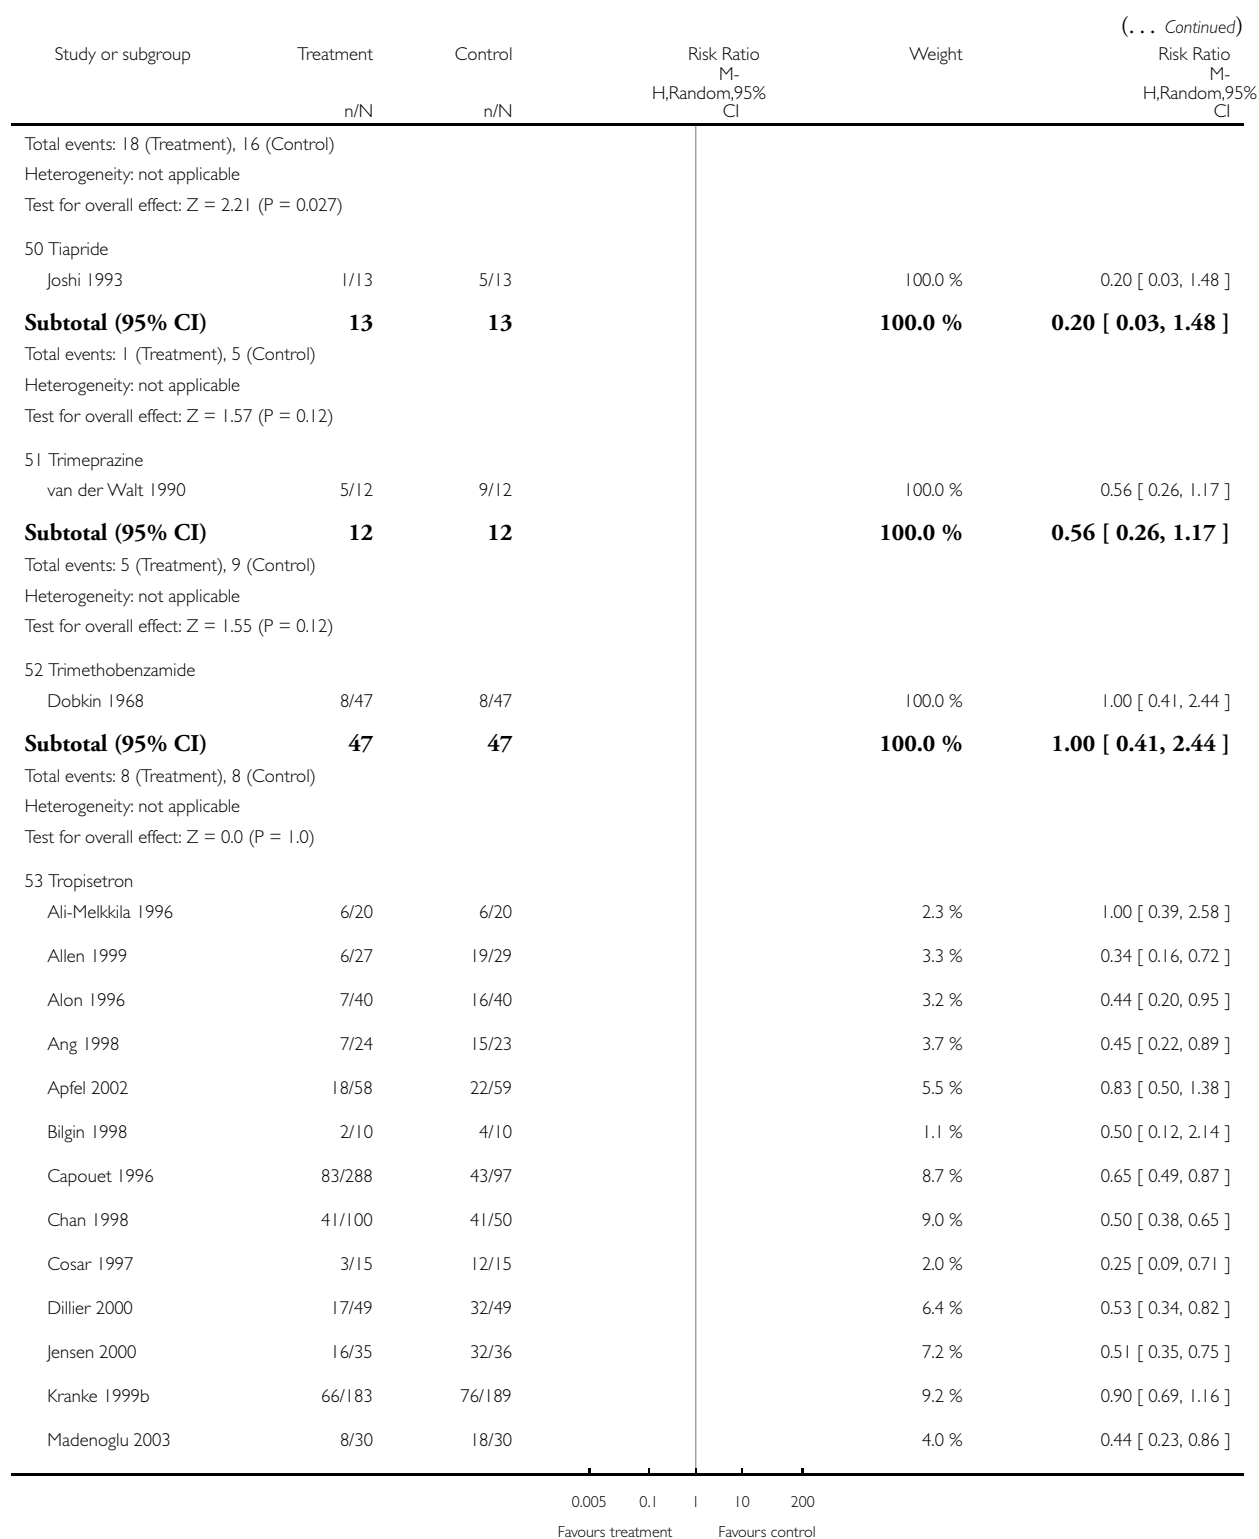 (... Continued)
Study or subgroup Treatment Control Risk Ratio Weight Risk Ratio
M- M-
H,Random,95% H,Random,95%
n/N n/N CI CI
Total events: 18 (Treatment), 16 (Control)
Heterogeneity: not applicable
Test for overall effect: Z = 2.21 (P = 0.027)
50 Tiapride
Joshi 1993 1/13 5/13 100.0 % 0.20 [ 0.03, 1.48 ]
Subtotal (95% CI) 13 13 100.0 % 0.20 [ 0.03, 1.48 ]
Total events: 1 (Treatment), 5 (Control)
Heterogeneity: not applicable
Test for overall effect: Z = 1.57 (P = 0.12)
51 Trimeprazine
van der Walt 1990 5/12 9/12 100.0 % 0.56 [ 0.26, 1.17 ]
Subtotal (95% CI) 12 12 100.0 % 0.56 [ 0.26, 1.17 ]
Total events: 5 (Treatment), 9 (Control)
Heterogeneity: not applicable
Test for overall effect: Z = 1.55 (P = 0.12)
52 Trimethobenzamide
Dobkin 1968 8/47 8/47 100.0 % 1.00 [ 0.41, 2.44 ]
Subtotal (95% CI) 47 47 100.0 % 1.00 [ 0.41, 2.44 ]
Total events: 8 (Treatment), 8 (Control)
Heterogeneity: not applicable
Test for overall effect: Z = 0.0 (P = 1.0)
53 Tropisetron
Ali-Melkkila 1996 6/20 6/20 2.3 % 1.00 [ 0.39, 2.58 ]
Allen 1999 6/27 19/29 3.3 % 0.34 [ 0.16, 0.72 ]
Alon 1996 7/40 16/40 3.2 % 0.44 [ 0.20, 0.95 ]
Ang 1998 7/24 15/23 3.7 % 0.45 [ 0.22, 0.89 ]
Apfel 2002 18/58 22/59 5.5 % 0.83 [ 0.50, 1.38 ]
Bilgin 1998 2/10 4/10 1.1 % 0.50 [ 0.12, 2.14 ]
Capouet 1996 83/288 43/97 8.7 % 0.65 [ 0.49, 0.87 ]
Chan 1998 41/100 41/50 9.0 % 0.50 [ 0.38, 0.65 ]
Cosar 1997 3/15 12/15 2.0 % 0.25 [ 0.09, 0.71 ]
Dillier 2000 17/49 32/49 6.4 % 0.53 [ 0.34, 0.82 ]
Jensen 2000 16/35 32/36 7.2 % 0.51 [ 0.35, 0.75 ]
Kranke 1999b 66/183 76/189 9.2 % 0.90 [ 0.69, 1.16 ]
Madenoglu 2003 8/30 18/30 4.0 % 0.44 [ 0.23, 0.86 ]
0.005 0.1 1 10 200
Favours treatment Favours control